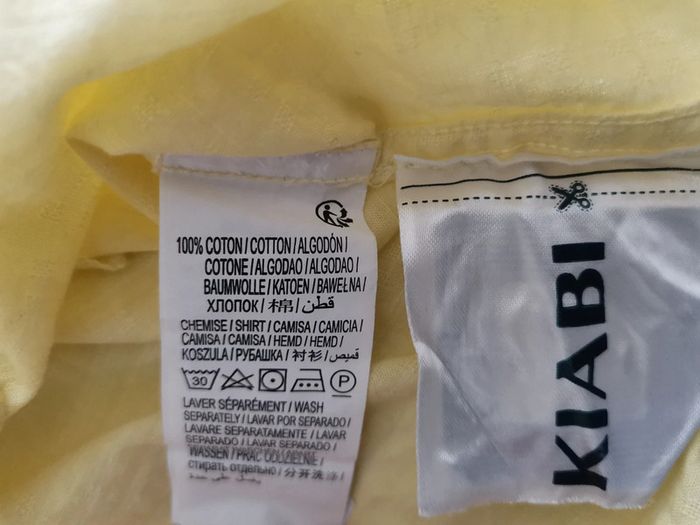 100% COTON / COTTON / ALGODÓN /
COTONE / ALGODAO / ALGODAO /
BAUMWOLLE / KATOEN / BAWEŁNA /
ХЛОПОК / 棉 / قطن /
CHEMISE / SHIRT / CAMISA / CAMICIA /
CAMISA / CAMISA / HEMD / HEMD /
KOSZULA / РУБАШКА / 衬衫 / قميص /
30 P
LAVER SÉPARÉMENT / WASH
SEPARATELY / LAVAR POR SEPARADO /
LAVARE SEPARATAMENTE / LAVAR
SEPARADO / LAVAR SEPARADO /
WASSEN / PRAĆ ODDZIELNIE /
стирать отдельно / 分开洗涤 /
KIABI